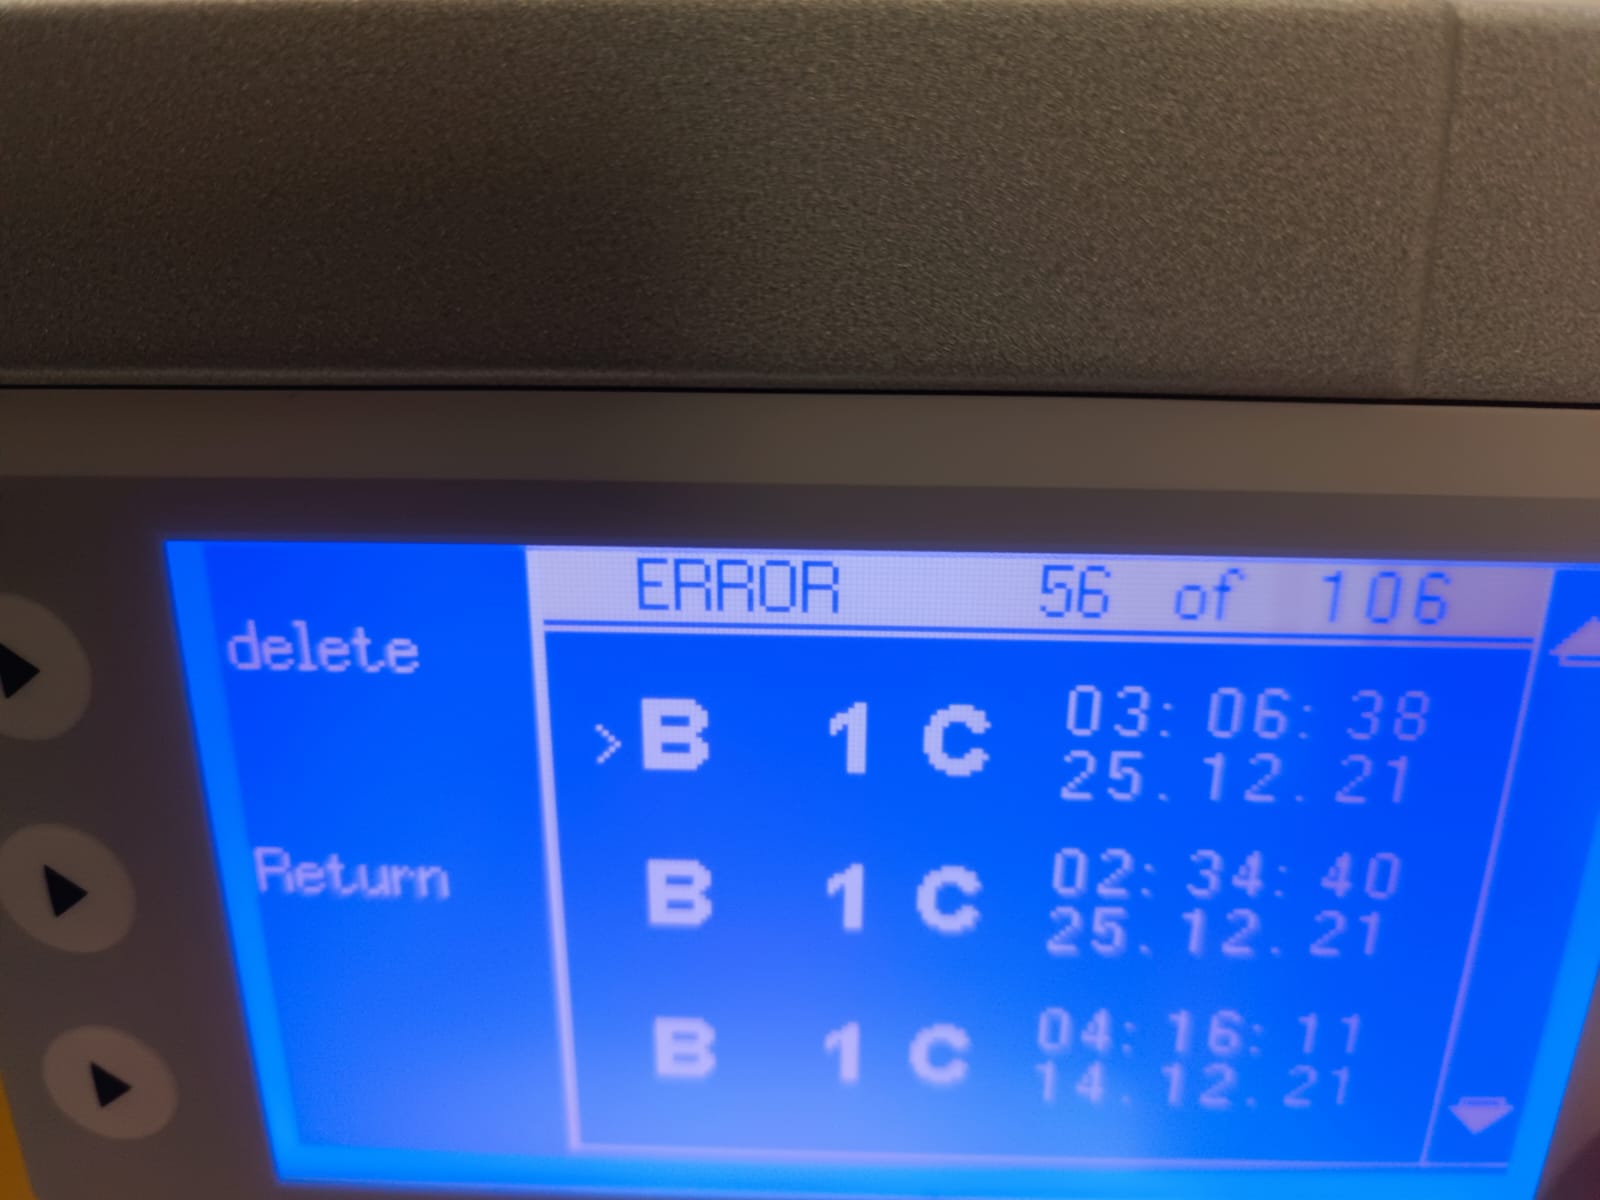 ERROR 56 of 106
delete
>B 1 C 03:06:38
25.12.21
B 1 C 02:34:40
25.12.21
Return
B 1 C 04:16:11
14.12.21